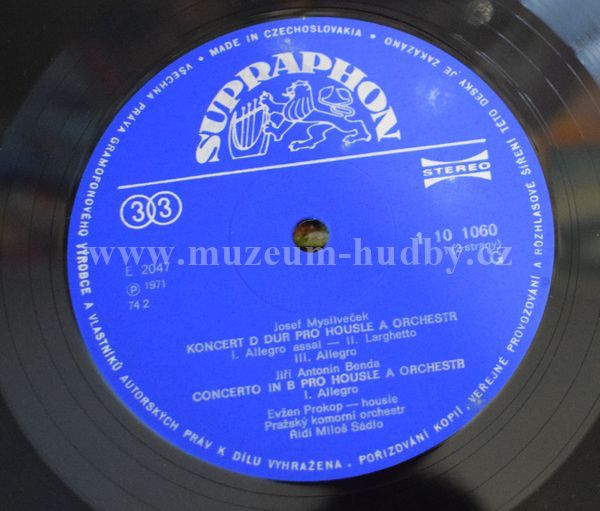 VŠECHNA PRÁVA GRAMOFONOVÉHO VÝROBCE A VLASTNÍKŮ AUTORSKÝCH PRÁV K DÍLU VYHRAŽENA • POŘIZOVÁNÍ KOPIÍ, VEŘEJNÉ PROVOZOVÁNÍ A ROZHLASOVÉ ŠÍŘENÍ TÉTO DESKY JE ZAKÁZÁNO • MADE IN CZECHOSLOVAKIA •
SUPRAPHON
33
STEREO
1 10 1060
www.muzeum-hudby.cz
E 2047
Ⓟ 1971
74 2
Josef Mysilveček
KONCERT D DUR PRO HOUSLE A ORCHESTR
I. Allegro assai — II. Larghetto
III. Allegro
Jiří Antonín Benda
CONCERTO IN B PRO HOUSLE A ORCHESTR
I. Allegro
Evžen Prokop — housle
Pražský komorní orchestr
Řídí Miloš Sádlo